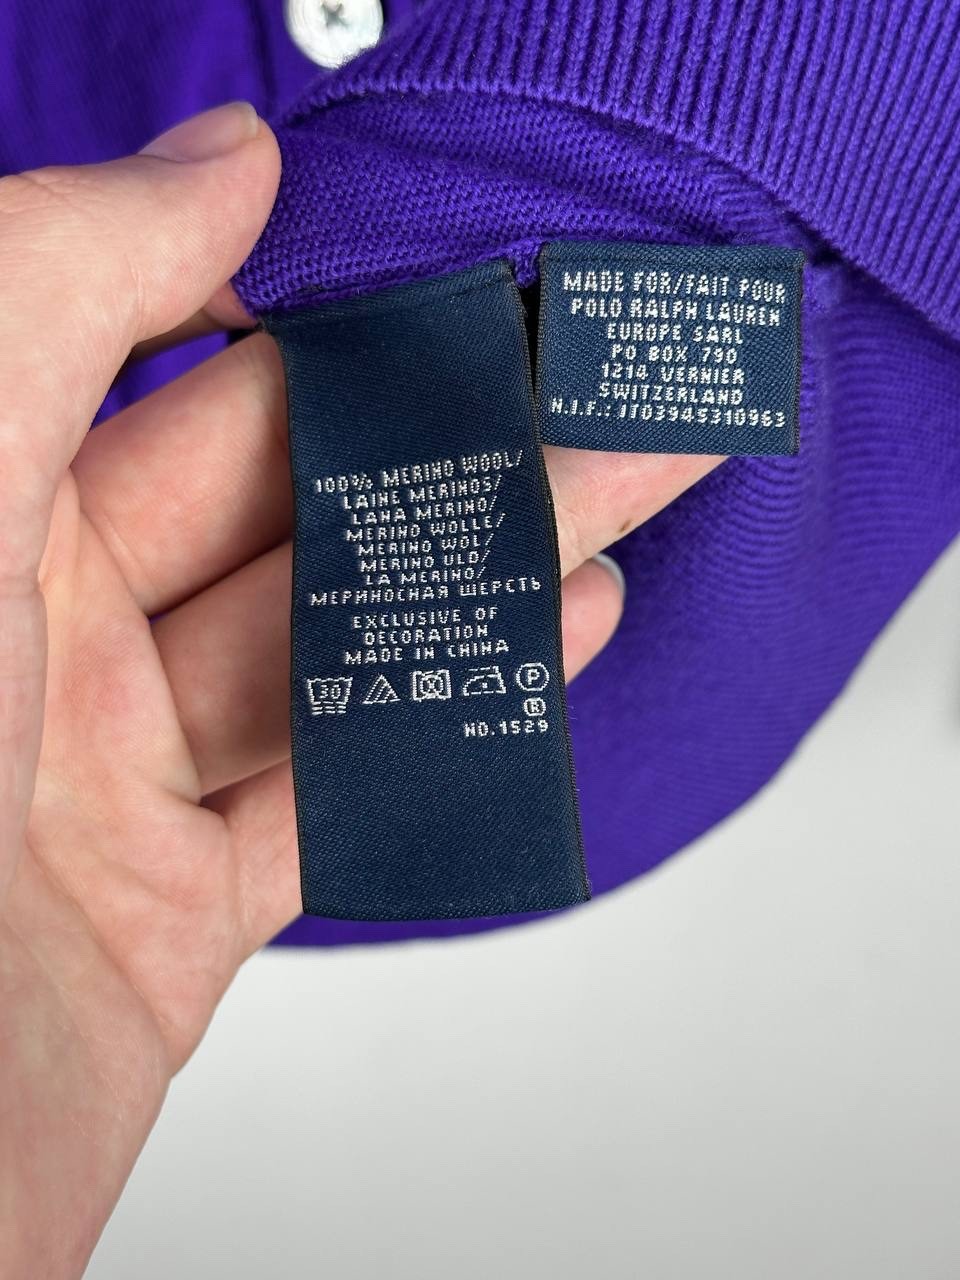 100% MERINO WOOL/
LAINE MERINOS/
LANA MERINO/
MERINO WOLLE/
MERINO WOL/
MERINO ULD/
LA MERINO/
МЕРИНОСНАЯ ШЕРСТЬ
EXCLUSIVE OF
DECORATION
MADE IN CHINA
30
P
K
NO.1529
MADE FOR/FAIT POUR
POLO RALPH LAUREN
EUROPE SARL
PO BOX 790
1214 VERNIER
SWITZERLAND
N.I.F.: IT03945310963